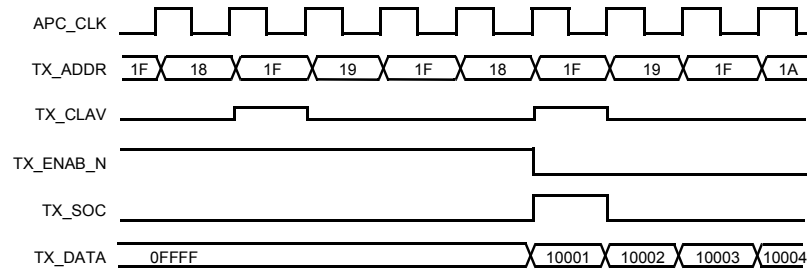 APC_CLK
TX_ADDR 1F 18 1F 19 1F 18 1F 19 1F 1A
TX_CLAV
TX_ENAB_N
TX_SOC
TX_DATA 0FFFF 10001 10002 10003 10004